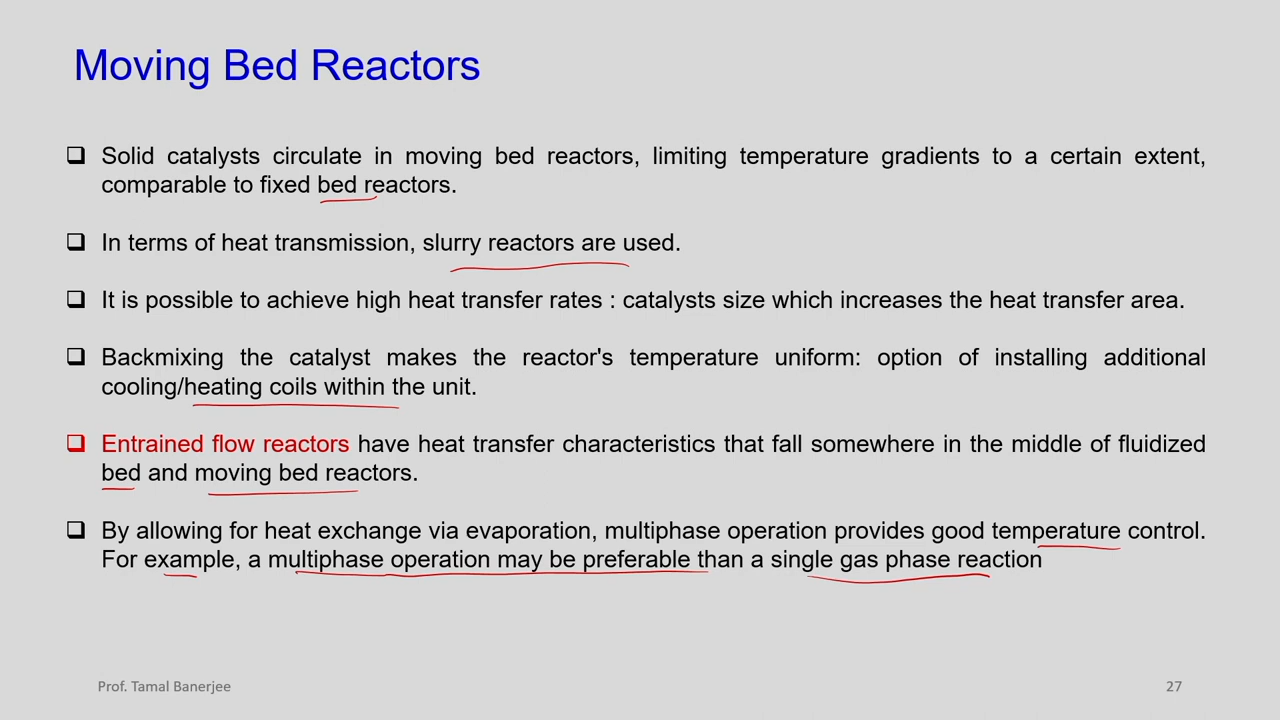 Moving Bed Reactors
Solid catalysts circulate in moving bed reactors, limiting temperature gradients to a certain extent,
comparable to fixed bed reactors.
In terms of heat transmission, slurry reactors are used.
It is possible to achieve high heat transfer rates : catalysts size which increases the heat transfer area.
Backmixing the catalyst makes the reactor's temperature uniform: option of installing additional
cooling/heating coils within the unit.
Entrained flow reactors have heat transfer characteristics that fall somewhere in the middle of fluidized
bed and moving bed reactors.
By allowing for heat exchange via evaporation, multiphase operation provides good temperature control.
For example, a multiphase operation may be preferable than a single gas phase reaction
Prof. Tamal Banerjee
27